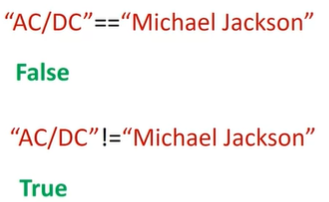 “AC/DC”==“Michael Jackson”
False
“AC/DC”!=“Michael Jackson”
True